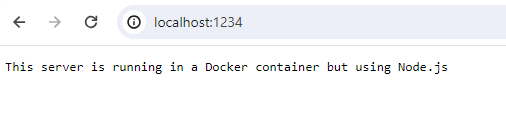 localhost:1234
This server is running in a Docker container but using Node.js